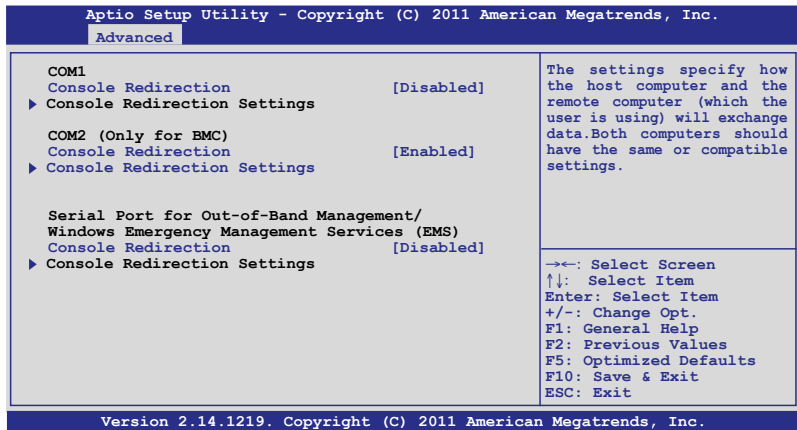 Aptio Setup Utility - Copyright (C) 2011 American Megatrends, Inc.
Advanced
COM1
Console Redirection [Disabled]
Console Redirection Settings
COM2 (Only for BMC)
Console Redirection [Enabled]
Console Redirection Settings
Serial Port for Out-of-Band Management/
Windows Emergency Management Services (EMS)
Console Redirection [Disabled]
Console Redirection Settings
The settings specify how
the host computer and the
remote computer (which the
user is using) will exchange
data.Both computers should
have the same or compatible
settings.
→←: Select Screen
↑↓: Select Item
Enter: Select Item
+/-: Change Opt.
F1: General Help
F2: Previous Values
F5: Optimized Defaults
F10: Save & Exit
ESC: Exit
Version 2.14.1219. Copyright (C) 2011 American Megatrends, Inc.